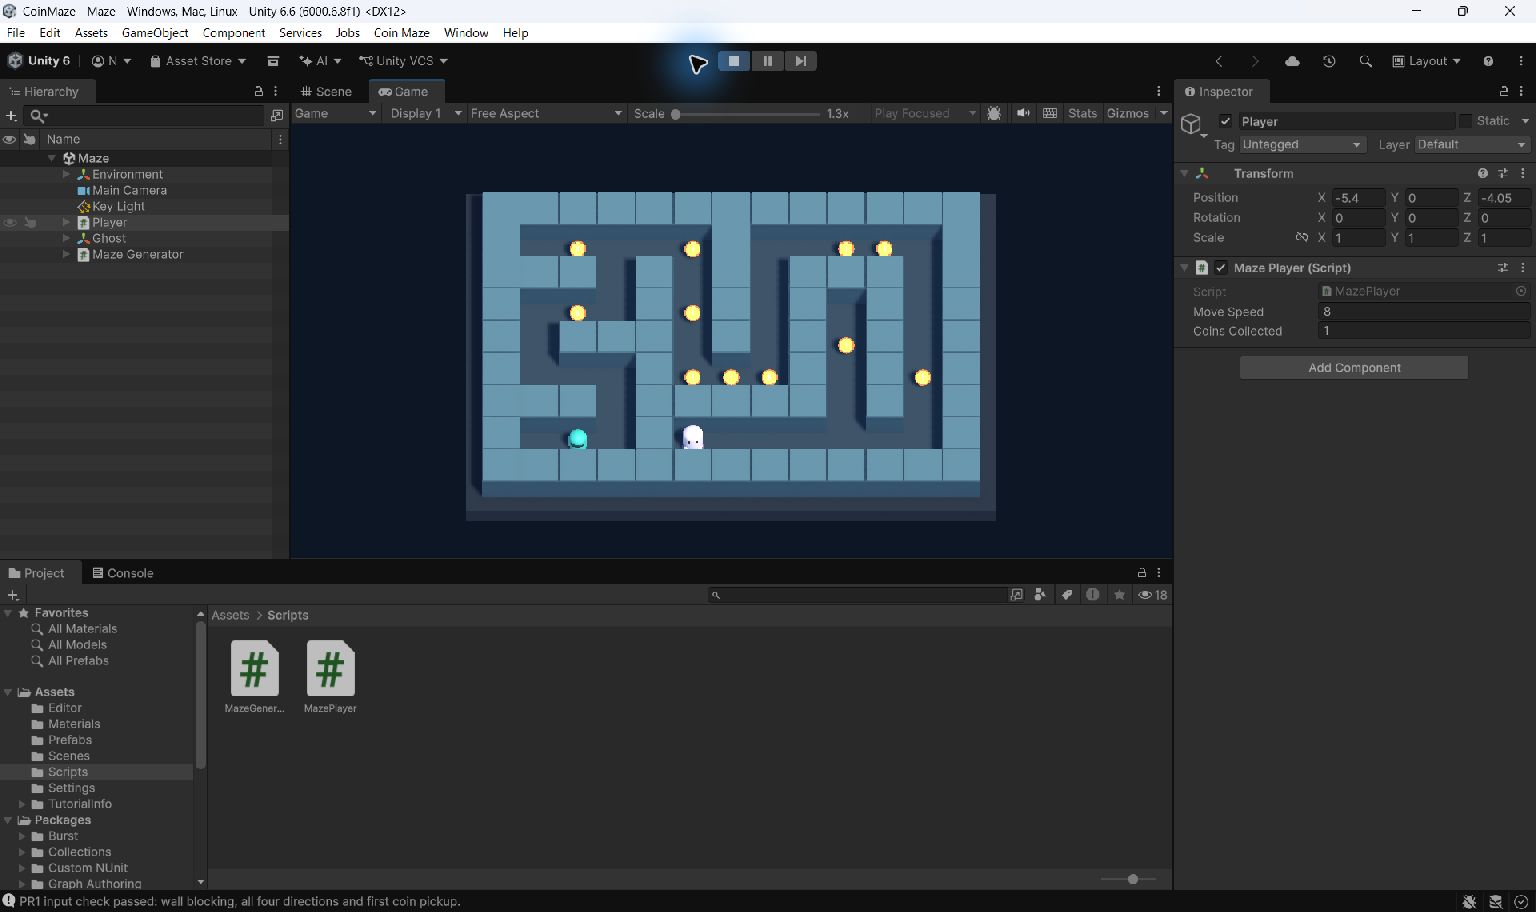 CoinMaze - Maze - Windows, Mac, Linux - Unity 6.6 (6000.6.8f1) <DX12>
File Edit Assets GameObject Component Services Jobs Coin Maze Window Help
Unity 6 N Asset Store AI Unity VCS Layout
Hierarchy Scene Game Inspector
Game Display 1 Free Aspect Scale 1.3x Play Focused Stats Gizmos
Name
Maze
Environment
Main Camera
Key Light
Player
Ghost
Maze Generator
Player Static
Tag Untagged Layer Default
Transform
Position X -5.4 Y 0 Z -4.05
Rotation X 0 Y 0 Z 0
Scale X 1 Y 1 Z 1
Maze Player (Script)
Script MazePlayer
Move Speed 8
Coins Collected 1
Add Component
Project Console
18
Favorites
All Materials
All Models
All Prefabs
Assets
Editor
Materials
Prefabs
Scenes
Scripts
Settings
TutorialInfo
Packages
Burst
Collections
Custom NUnit
Graph Authoring
Assets > Scripts
MazeGener... MazePlayer
PR1 input check passed: wall blocking, all four directions and first coin pickup.